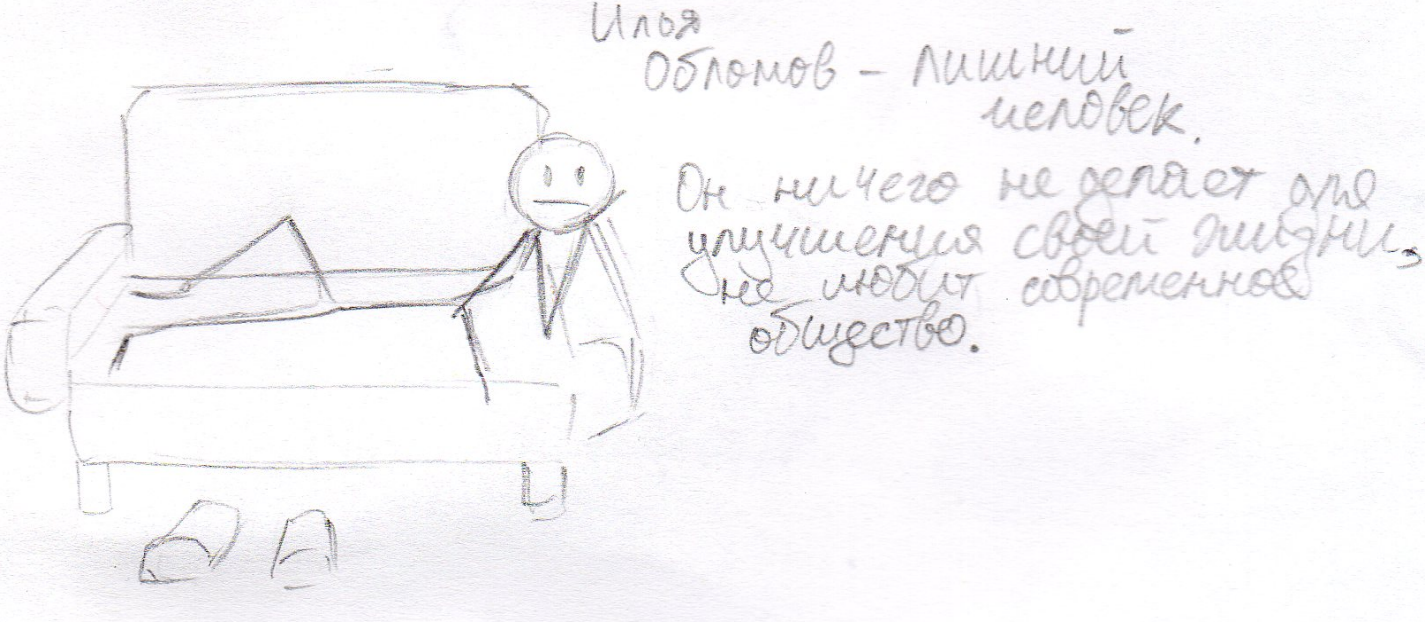 Илья
Обломов – лишний
человек.
Он ничего не делает для
улучшения своей жизни,
не любит современное
общество.